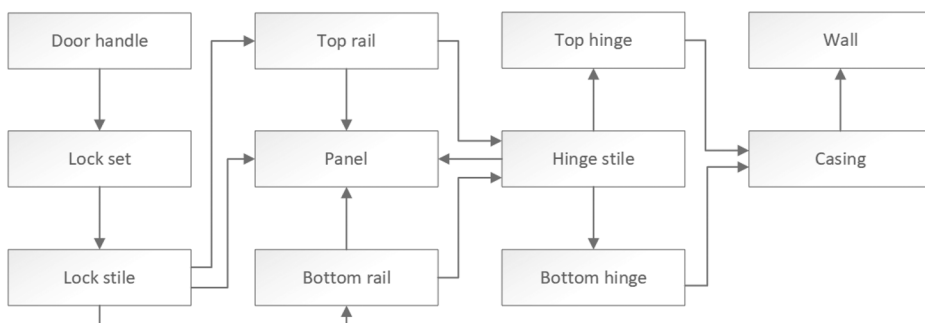 Door handle
Top rail
Top hinge
Wall
Lock set
Panel
Hinge stile
Casing
Lock stile
Bottom rail
Bottom hinge